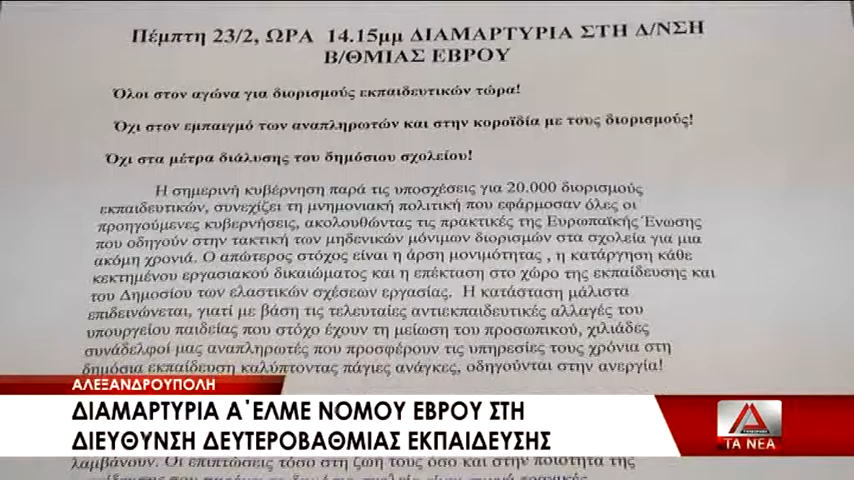 Πέμπτη 23/2, ΩΡΑ 14.15μμ ΔΙΑΜΑΡΤΥΡΙΑ ΣΤΗ Δ/ΝΣΗ
Β/ΘΜΙΑΣ ΕΒΡΟΥ
Όλοι στον αγώνα για διορισμούς εκπαιδευτικών τώρα!
Όχι στον εμπαιγμό των αναπληρωτών και στην κοροϊδία με τους διορισμούς!
Όχι στα μέτρα διάλυσης του δημόσιου σχολείου!
Η σημερινή κυβέρνηση παρά τις υποσχέσεις για 20.000 διορισμούς
εκπαιδευτικών, συνεχίζει τη μνημονιακή πολιτική που εφάρμοσαν όλες οι
προηγούμενες κυβερνήσεις, ακολουθώντας τις πρακτικές της Ευρωπαϊκής Ένωσης
που οδηγούν στην τακτική των μηδενικών μόνιμων διορισμών στα σχολεία για μια
ακόμη χρονιά. Ο απώτερος στόχος είναι η άρση μονιμότητας , η κατάργηση κάθε
κεκτημένου εργασιακού δικαιώματος και η επέκταση στο χώρο της εκπαίδευσης και
του Δημοσίου των ελαστικών σχέσεων εργασίας. Η κατάσταση μάλιστα
επιδεινώνεται, γιατί με βάση τις τελευταίες αντιεκπαιδευτικές αλλαγές του
υπουργείου παιδείας που στόχο έχουν τη μείωση του προσωπικού, χιλιάδες
συνάδελφοί μας αναπληρωτές που προσφέρουν τις υπηρεσίες τους χρόνια στη
δημόσια εκπαίδευση καλύπτοντας πάγιες ανάγκες, οδηγούνται στην ανεργία!
ΑΛΕΞΑΝΔΡΟΥΠΟΛΗ
ΔΙΑΜΑΡΤΥΡΙΑ Α΄ΕΛΜΕ ΝΟΜΟΥ ΕΒΡΟΥ ΣΤΗ
ΔΙΕΥΘΥΝΣΗ ΔΕΥΤΕΡΟΒΑΘΜΙΑΣ ΕΚΠΑΙΔΕΥΣΗΣ
ΤΑ ΝΕΑ
λαμβάνουν. Οι επιπτώσεις τόσο στη ζωή τους όσο και στην ποιότητα της